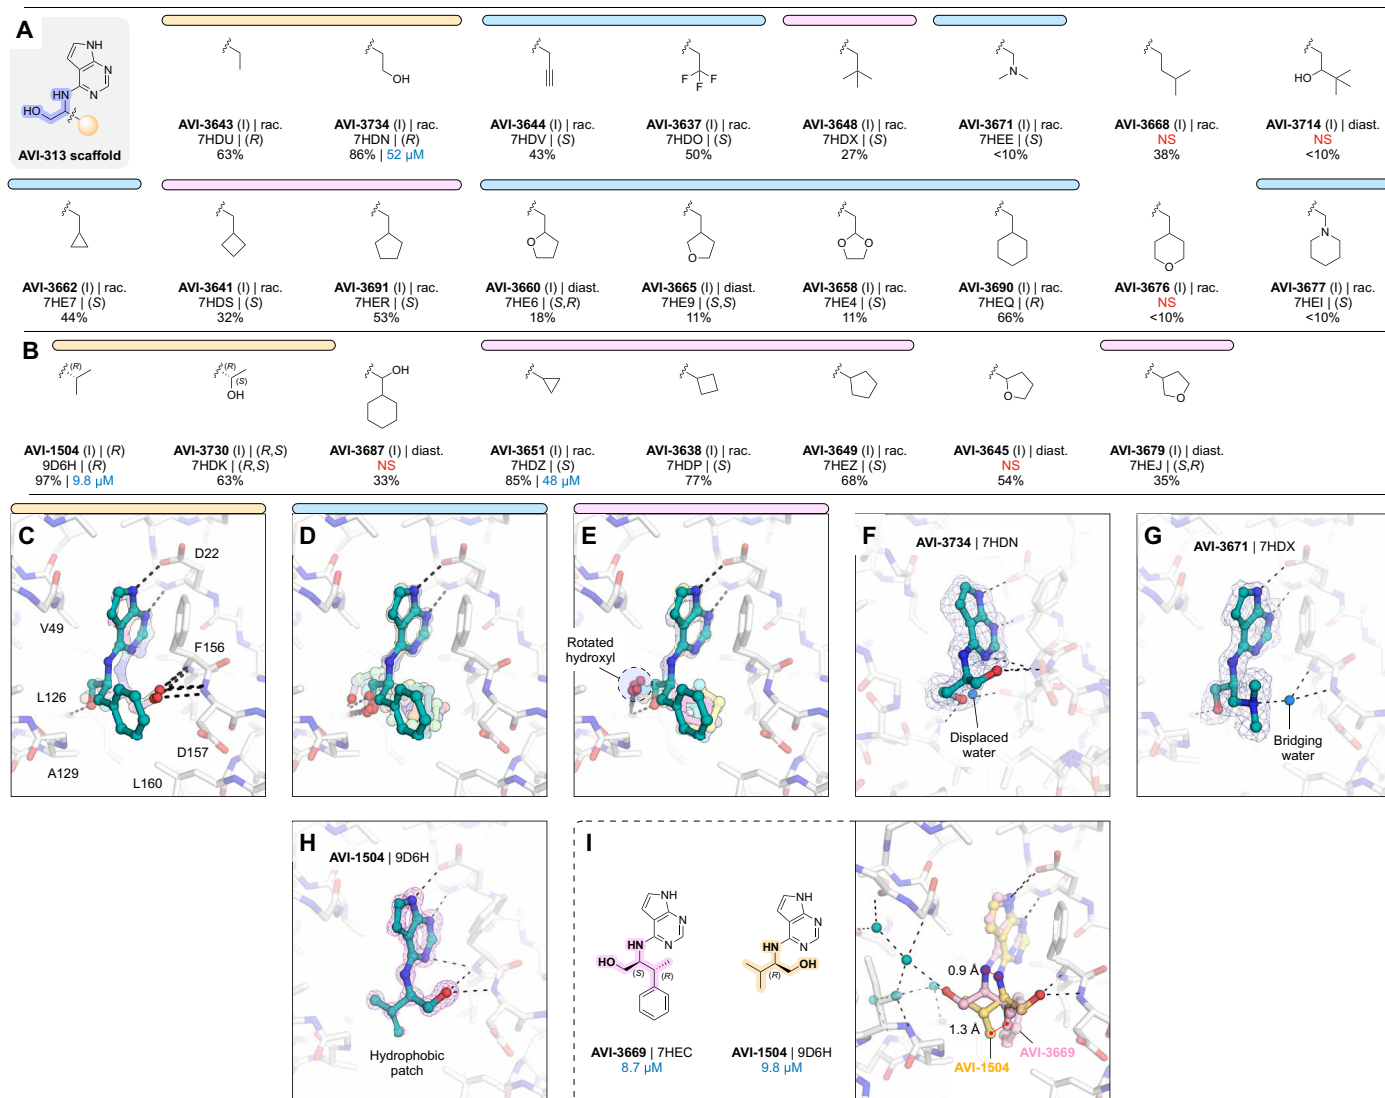 A
NH
N
N
HN
HO
AVI-313 scaffold
OH
F
F
F
N
HO
AVI-3643 (I) | rac.
7HDU | (R)
63%
AVI-3734 (I) | rac.
7HDN | (R)
86% | 52 µM
AVI-3644 (I) | rac.
7HDV | (S)
43%
AVI-3637 (I) | rac.
7HDO | (S)
50%
AVI-3648 (I) | rac.
7HDX | (S)
27%
AVI-3671 (I) | rac.
7HEE | (S)
<10%
AVI-3668 (I) | rac.
NS
38%
AVI-3714 (I) | diast.
NS
<10%
O
O
O
O
O
N
AVI-3662 (I) | rac.
7HE7 | (S)
44%
AVI-3641 (I) | rac.
7HDS | (S)
32%
AVI-3691 (I) | rac.
7HER | (S)
53%
AVI-3660 (I) | diast.
7HE6 | (S,R)
18%
AVI-3665 (I) | diast.
7HE9 | (S,S)
11%
AVI-3658 (I) | rac.
7HE4 | (S)
11%
AVI-3690 (I) | rac.
7HEQ | (R)
66%
AVI-3676 (I) | rac.
NS
<10%
AVI-3677 (I) | rac.
7HEI | (S)
<10%
B
(R)
(R)
(S)
OH
OH
O
O
AVI-1504 (I) | (R)
9D6H | (R)
97% | 9.8 µM
AVI-3730 (I) | (R,S)
7HDK | (R,S)
63%
AVI-3687 (I) | diast.
NS
33%
AVI-3651 (I) | rac.
7HDZ | (S)
85% | 48 µM
AVI-3638 (I) | rac.
7HDP | (S)
77%
AVI-3649 (I) | rac.
7HEZ | (S)
68%
AVI-3645 (I) | diast.
NS
54%
AVI-3679 (I) | diast.
7HEJ | (S,R)
35%
C
D22
V49
F156
L126
D157
A129
L160
D
E
Rotated
hydroxyl
F
AVI-3734 | 7HDN
Displaced
water
G
AVI-3671 | 7HDX
Bridging
water
H
AVI-1504 | 9D6H
Hydrophobic
patch
I
NH
N
N
HN
HO
(S)
(R)
AVI-3669 | 7HEC
8.7 µM
NH
N
N
HN
OH
(R)
AVI-1504 | 9D6H
9.8 µM
0.9 Å
1.3 Å
AVI-3669
AVI-1504